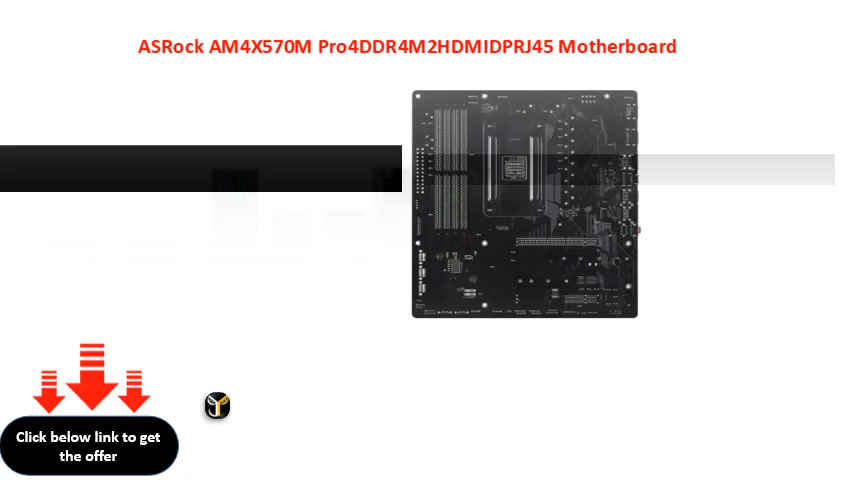 ASRock AM4X570M Pro4DDR4M2HDMIDPRJ45 Motherboard
Click below link to get
the offer